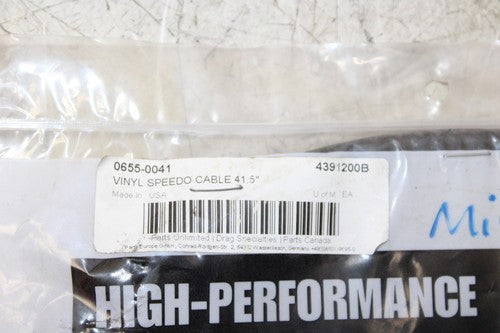 0655-0041 4391200B
VINYL SPEEDO CABLE 41.5"
Made in USA U of M EA
Parts Unlimited | Drag Specialties | Parts Canada
Mi
HIGH-PERFORMANCE